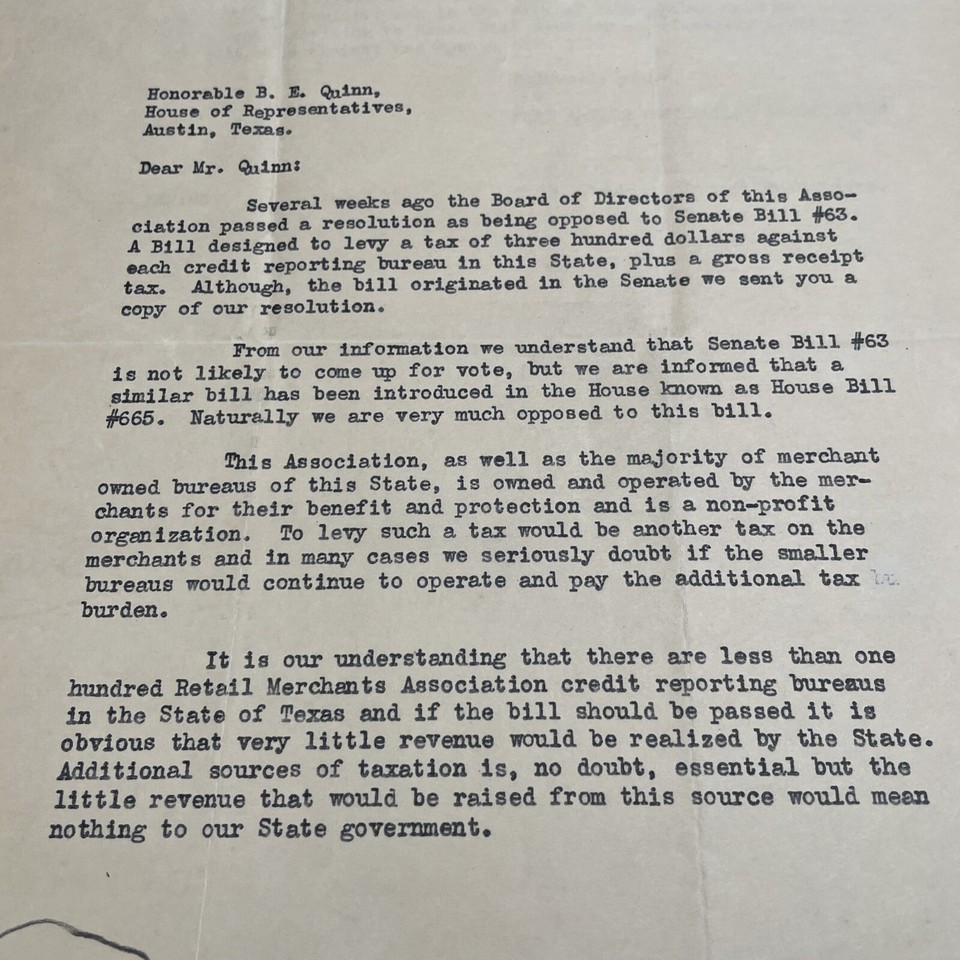 Honorable B. E. Quinn,
House of Representatives,
Austin, Texas.
Dear Mr. Quinn:
Several weeks ago the Board of Directors of this Asso-
ciation passed a resolution as being opposed to Senate Bill #63.
A Bill designed to levy a tax of three hundred dollars against
each credit reporting bureau in this State, plus a gross receipt
tax. Although, the bill originated in the Senate we sent you a
copy of our resolution.
From our information we understand that Senate Bill #63
is not likely to come up for vote, but we are informed that a
similar bill has been introduced in the House known as House Bill
#665. Naturally we are very much opposed to this bill.
This Association, as well as the majority of merchant
owned bureaus of this State, is owned and operated by the mer-
chants for their benefit and protection and is a non-profit
organization. To levy such a tax would be another tax on the
merchants and in many cases we seriously doubt if the smaller
bureaus would continue to operate and pay the additional tax
burden.
It is our understanding that there are less than one
hundred Retail Merchants Association credit reporting bureaus
in the State of Texas and if the bill should be passed it is
obvious that very little revenue would be realized by the State.
Additional sources of taxation is, no doubt, essential but the
little revenue that would be raised from this source would mean
nothing to our State government.